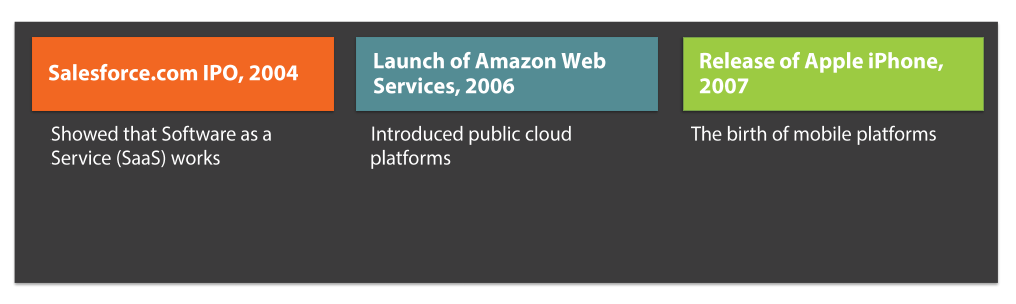 Salesforce.com IPO, 2004
Showed that Software as a
Service (SaaS) works
Launch of Amazon Web
Services, 2006
Introduced public cloud
platforms
Release of Apple iPhone,
2007
The birth of mobile platforms